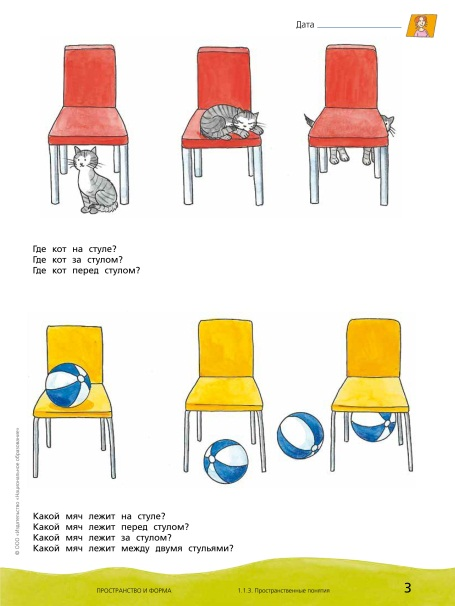 Дата
Где кот на стуле?
Где кот за стулом?
Где кот перед стулом?
Какой мяч лежит на стуле?
Какой мяч лежит перед стулом?
Какой мяч лежит за стулом?
Какой мяч лежит между двумя стульями?
© ООО «Издательство «Национальное образование»
ПРОСТРАНСТВО И ФОРМА
1.1.3. Пространственные понятия
3